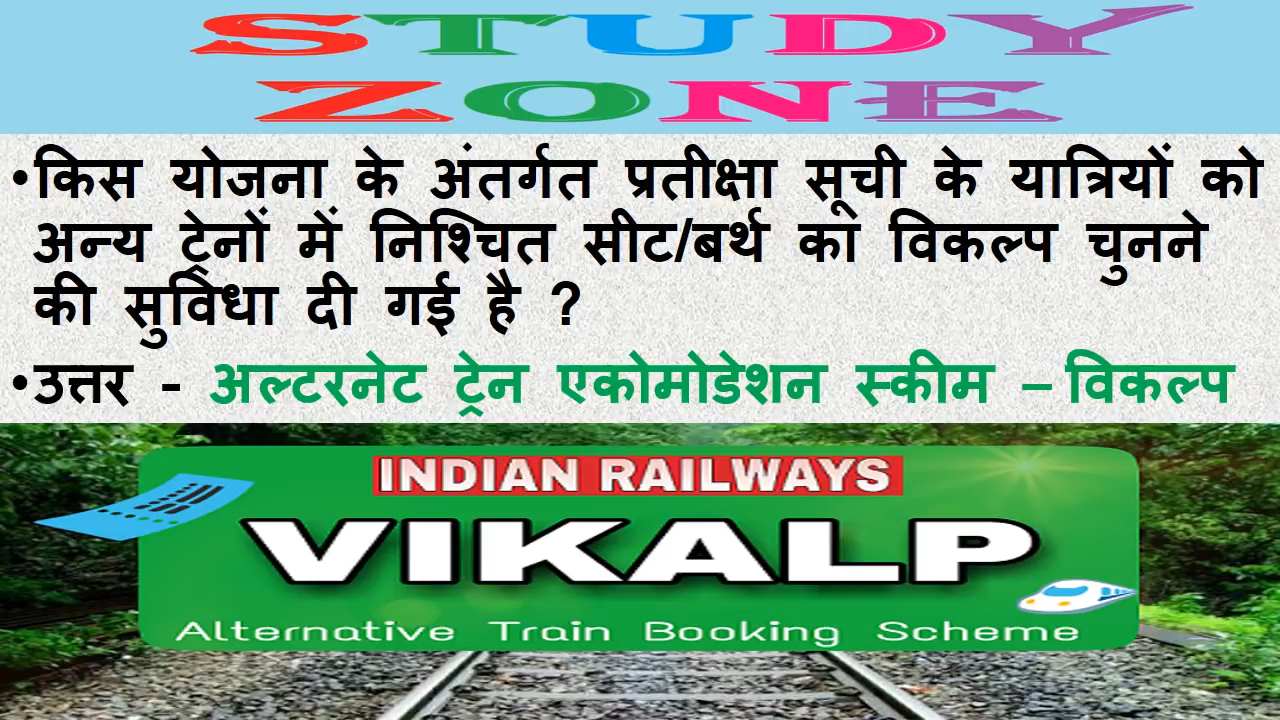 STUDY
ZONE
•किस योजना के अंतर्गत प्रतीक्षा सूची के यात्रियों को
अन्य ट्रेनों में निश्चित सीट/बर्थ का विकल्प चुनने
की सुविधा दी गई है ?
•उत्तर - अल्टरनेट ट्रेन एकोमोडेशन स्कीम – विकल्प
INDIAN RAILWAYS
VIKALP
Alternative Train Booking Scheme